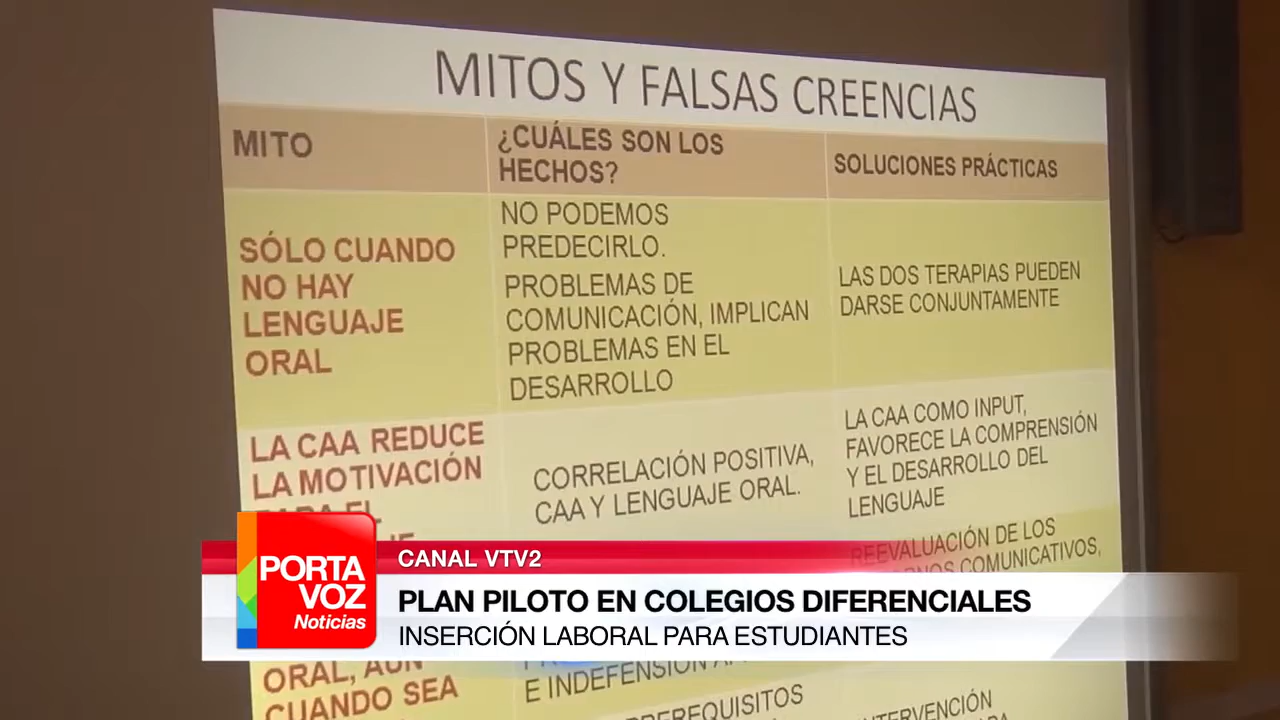 MITOS Y FALSAS CREENCIAS
MITO
¿CUÁLES SON LOS
HECHOS?
SOLUCIONES PRÁCTICAS
SÓLO CUANDO
NO HAY
LENGUAJE
ORAL
NO PODEMOS
PREDECIRLO.
PROBLEMAS DE
COMUNICACIÓN, IMPLICAN
PROBLEMAS EN EL
DESARROLLO
LAS DOS TERAPIAS PUEDEN
DARSE CONJUNTAMENTE
LA CAA REDUCE
LA MOTIVACIÓN
PARA EL
CORRELACIÓN POSITIVA,
CAA Y LENGUAJE ORAL.
LA CAA COMO INPUT,
FAVORECE LA COMPRENSIÓN
Y EL DESARROLLO DEL
LENGUAJE
REEVALUACIÓN DE LOS
COMUNICATIVOS,
ORAL, AUN
CUANDO SEA
E INDEFENSIÓN
INTERVENCIÓN
PORTA
VOZ
Noticias
CANAL VTV2
PLAN PILOTO EN COLEGIOS DIFERENCIALES
INSERCIÓN LABORAL PARA ESTUDIANTES